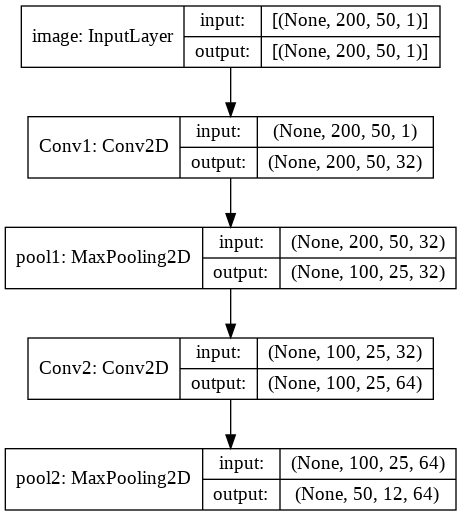 image: InputLayer
input: [(None, 200, 50, 1)]
output: [(None, 200, 50, 1)]
Conv1: Conv2D
input: (None, 200, 50, 1)
output: (None, 200, 50, 32)
pool1: MaxPooling2D
input: (None, 200, 50, 32)
output: (None, 100, 25, 32)
Conv2: Conv2D
input: (None, 100, 25, 32)
output: (None, 100, 25, 64)
pool2: MaxPooling2D
input: (None, 100, 25, 64)
output: (None, 50, 12, 64)